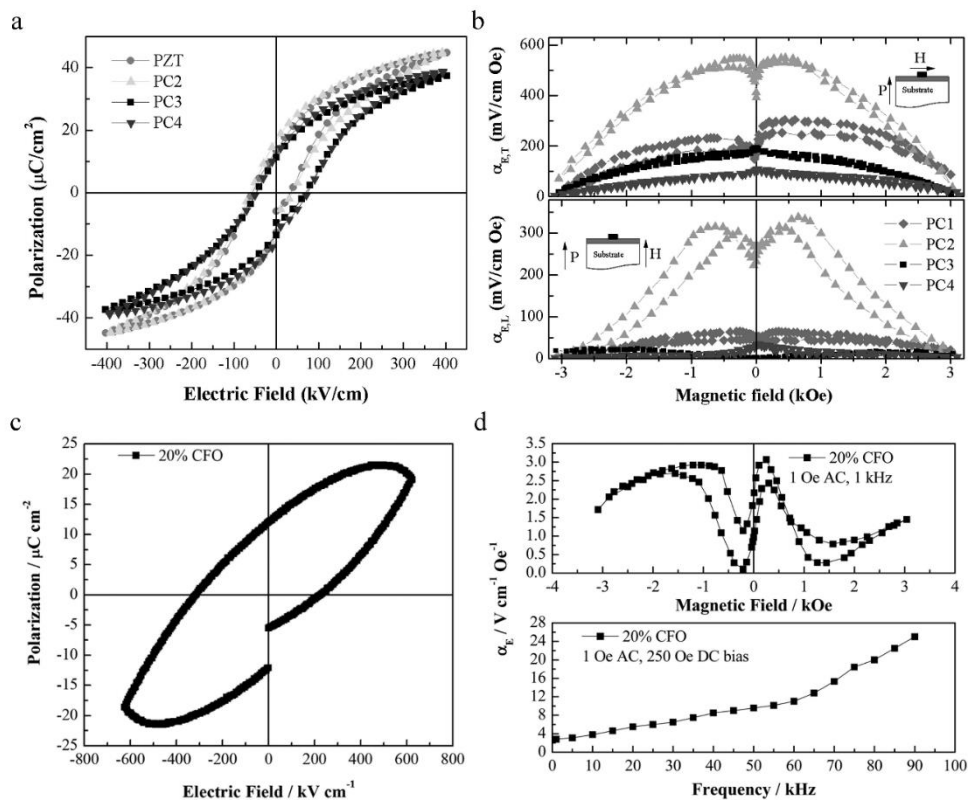 a
PZT
PC2
PC3
PC4
40
20
0
-20
-40
Polarization (μC/cm²)
-400 -300 -200 -100 0 100 200 300 400
Electric Field (kV/cm)
b
600
500
400
300
200
100
0
α_E,T (mV/cm Oe)
H
P
Substrate
300
200
100
0
α_E,L (mV/cm Oe)
P
Substrate
H
PC1
PC2
PC3
PC4
-3 -2 -1 0 1 2 3
Magnetic field (kOe)
c
20% CFO
25
20
15
10
5
0
-5
-10
-15
-20
-25
Polarization / μC cm⁻²
-800 -600 -400 -200 0 200 400 600 800
Electric Field / kV cm⁻¹
d
3.5
3.0
2.5
2.0
1.5
1.0
0.5
0.0
20% CFO
1 Oe AC, 1 kHz
-4 -3 -2 -1 0 1 2 3 4
Magnetic Field / kOe
α_E / V cm⁻¹ Oe⁻¹
28
24
20
16
12
8
4
0
20% CFO
1 Oe AC, 250 Oe DC bias
0 10 20 30 40 50 60 70 80 90 100
Frequency / kHz